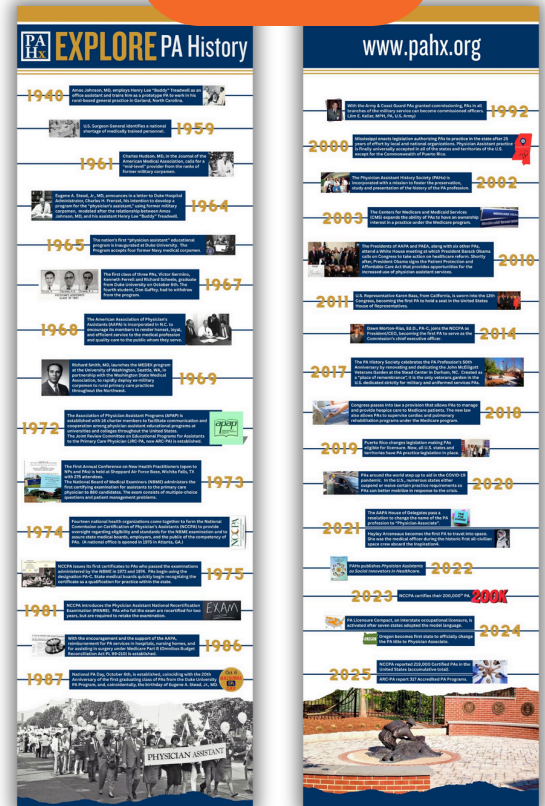 PA
Hx
EXPLORE PA History
1940
Amos Johnson, MD, employs Henry Lee "Buddy" Treadwell as an
office assistant and trains him as a prototype PA to work in his
rural-based general practice in Garland, North Carolina.
U.S. Surgeon General identifies a national
shortage of medically trained personnel.
1959
1961
Charles Hudson, MD, in the Journal of the
American Medical Association, calls for a
"mid-level" provider from the ranks of
former military corpsmen.
Eugene A. Stead, Jr., MD, announces in a letter to Duke Hospital
Administrator, Charles H. Frenzel, his intention to develop a
program for the "physician's assistant," using former military
corpsmen, modeled after the relationship between Amos
Johnson, MD, and his assistant Henry Lee "Buddy" Treadwell.
1964
1965
The nation's first "physician assistant" educational
program is inaugurated at Duke University. The
Program accepts four former Navy medical corpsmen.
The first class of three PAs, Victor Germino,
Kenneth Ferrell and Richard Scheele, graduate
from Duke University on October 6th. The
fourth student, Don Guffey, had to withdraw
from the program.
1967
1968
The American Association of Physician's
Assistants (AAPA) is incorporated in N.C. to
encourage its members to render honest, loyal,
and efficient service to the medical profession
and quality care to the public whom they serve.
Richard Smith, MD, launches the MEDEX program
at the University of Washington, Seattle, WA, in
partnership with the Washington State Medical
Association, to rapidly deploy ex-military
corpsmen to rural practices
throughout the Northwest.
1969
1972
The Association of Physician Assistant Programs (APAP) is
established with 26 charter members to facilitate communication and
cooperation among physician assistant educational programs at
universities and colleges throughout the United States.
The Joint Review Committee on Educational Programs for Assistants
to the Primary Care Physician (JRC-PA, now ARC-PA) is established.
apap
The First Annual Conference on New Health Practitioners (open to
NPs and PAs) is held at Sheppard Air Force Base, Wichita Falls, TX
with 275 attendees.
The National Board of Medical Examiners (NBME) administers the
first certifying examination for assistants to the primary care
physician to 880 candidates. The exam consists of multiple-choice
questions and patient management problems.
1973
1974
Fourteen national health organizations come together to form the National
Commission on Certification of Physician's Assistants (NCCPA) to provide
oversight regarding eligibility and standards for the NBME examination and to
assure state medical boards, employers, and the public of the competency of
PAs. (A national office is opened in 1975 in Atlanta, GA.)
NCCPA
NCCPA issues its first certificates to PAs who passed the examinations
administered by the NBME in 1973 and 1974. PAs begin using the
designation PA-C. State medical boards quickly begin recognizing the
certificate as a qualification for practice within the state.
1975
1981
NCCPA introduces the Physician Assistant National Recertification
Examination (PANRE). PAs who fail the exam are recertified for two
years, but are required to retake the examination.
EXAM
With the encouragement and the support of the AAPA,
reimbursement for PA services in hospitals, nursing homes, and
for assisting in surgery under Medicare Part B (Omnibus Budget
Reconciliation Act PL 99-210) is established.
1986
1987
National PA Day, October 6th, is established, coinciding with the 20th
Anniversary of the first graduating class of PAs from the Duke University
PA Program, and, coincidentally, the birthday of Eugene A. Stead, Jr., MD.
Oct 6
PHYSICIAN ASSISTANT
www.pahx.org
With the Army & Coast Guard PAs granted commissioning, PAs in all
branches of the military service can become commissioned officers.
1992
2000
Mississippi enacts legislation authorizing PAs to practice in the state after 25
years of effort by local and national organizations. Physician Assistant practice
is finally universally accepted in all of the states and territories of the U.S.
except for the Commonwealth of Puerto Rico.
The Physician Assistant History Society (PAHx) is
incorporated with a mission to foster the preservation,
study and presentation of the history of the PA profession.
2002
2003
The Centers for Medicare and Medicaid Services
(CMS) expands the ability of PAs to have an ownership
interest in a practice under the Medicare program.
The Presidents of AAPA and PAEA, along with six other PAs,
attend a White House meeting at which President Barack Obama
calls on Congress to take action on healthcare reform. Shortly
after, President Obama signs the Patient Protection and
Affordable Care Act that provides opportunities for the
increased use of physician assistant services.
2010
2011
U.S. Representative Karen Bass, from California, is sworn into the 112th
Congress, becoming the first PA to hold a seat in the United States
House of Representatives.
Dawn Morton-Rias, Ed.D., PA-C, joins the NCCPA as
President/CEO, becoming the first PA to serve as the
Commission's chief executive officer.
2014
2017
The PA History Society celebrates the PA Profession's 50th
Anniversary by renovating and dedicating the John McElligott
Veterans Garden at the Stead Center in Durham, NC. Created as
a "place of remembrance", it is the only veterans garden in the
U.S. dedicated strictly for military and uniformed services PAs.
Congress passes into law a provision that allows PAs to manage
and provide hospice care to Medicare patients. The new law
also allows PAs to supervise cardiac and pulmonary
rehabilitation programs under the Medicare program.
2018
2019
Puerto Rico changes legislation making PAs
eligible for licensure. Now, all U.S. states and
territories have PA practice legislation in place.
PAs around the world step up to aid in the COVID-19
pandemic. In the U.S., numerous states either
suspend or waive certain practice requirements so
PAs can better mobilize in response to the crisis.
2020
2021
The AAPA House of Delegates pass a
resolution to change the name of the PA
profession to "Physician-Associate".
Hayley Arceneaux becomes the first PA to travel into space.
She was the medical officer during the historic first all-civilian
space crew aboard the Inspiration4.
PAHx publishes Physician Assistants
as Social Innovators in Healthcare.
2022
2023
NCCPA certifies their 200,000th PA.
200K
PA Licensure Compact, an interstate occupational licensure, is
activated after seven states adopted the model language.
Oregon becomes first state to officially change
the PA title to Physician Associate.
2024
2025
NCCPA reported 219,000 Certified PAs in the
United States (accumulative total).
ARC-PA report 317 Accredited PA Programs.